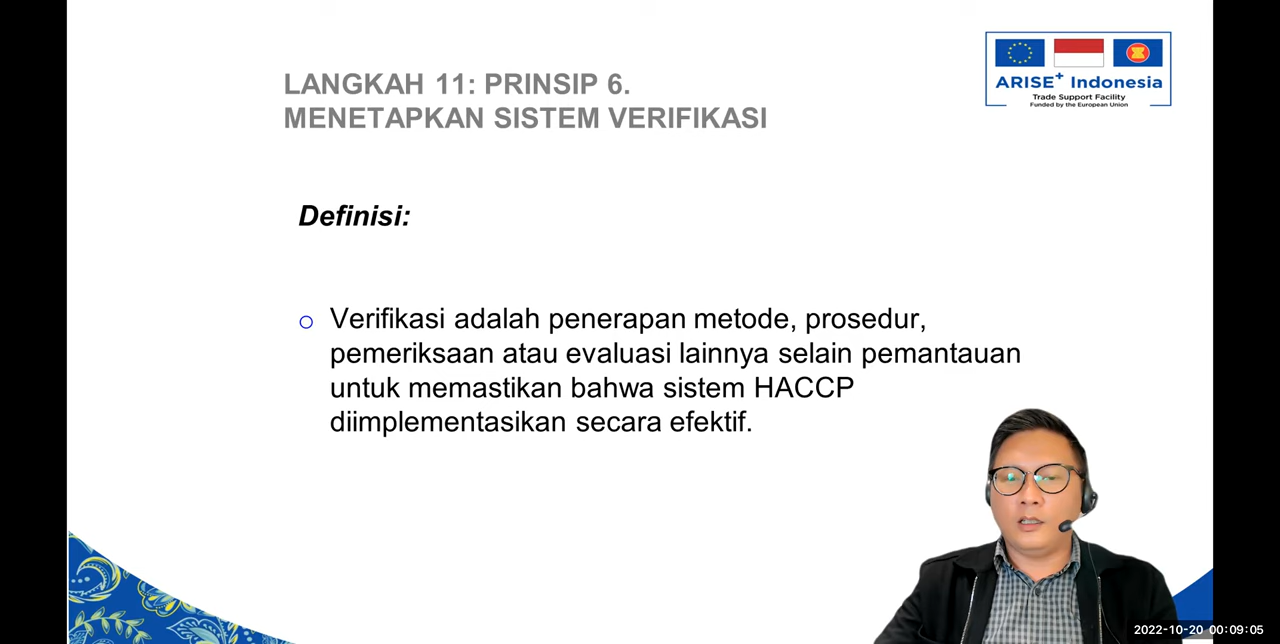 LANGKAH 11: PRINSIP 6.
MENETAPKAN SISTEM VERIFIKASI
ARISE+ Indonesia
Trade Support Facility
Funded by the European Union
Definisi:
Verifikasi adalah penerapan metode, prosedur,
pemeriksaan atau evaluasi lainnya selain pemantauan
untuk memastikan bahwa sistem HACCP
diimplementasikan secara efektif.
2022-10-20 00:09:05